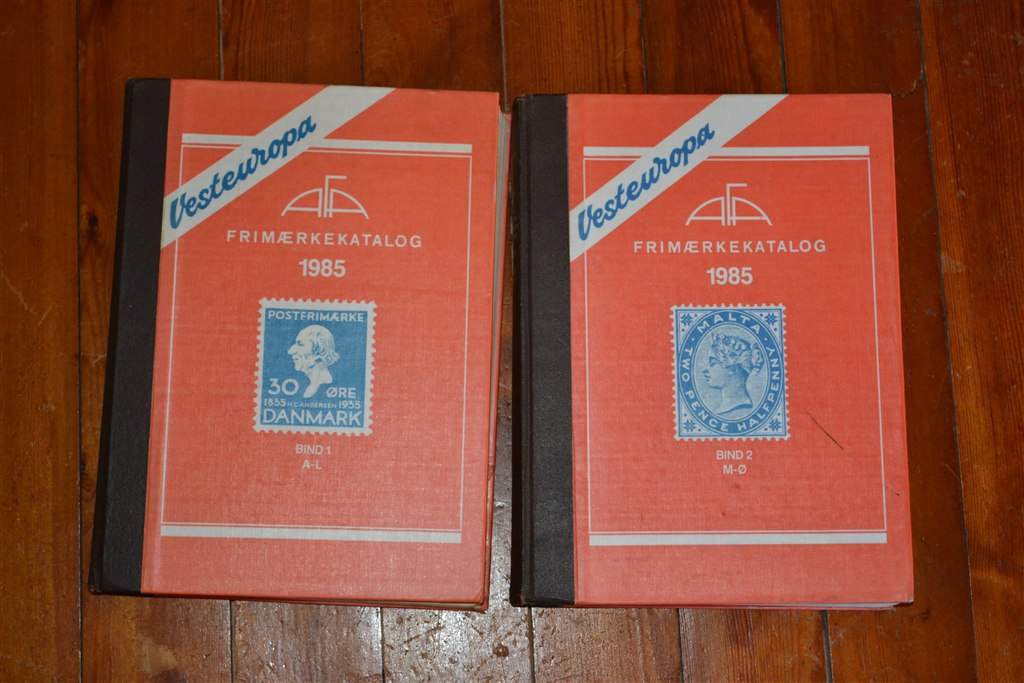 Vesteuropa
AFA
FRIMÆRKEKATALOG
1985
POSTFRIMÆRKE
30 ØRE
1835 H.C. ANDERSEN 1935
DANMARK
BIND 1
A-L
Vesteuropa
AFA
FRIMÆRKEKATALOG
1985
MALTA
TWO PENCE HALFPENNY
BIND 2
M-Ø